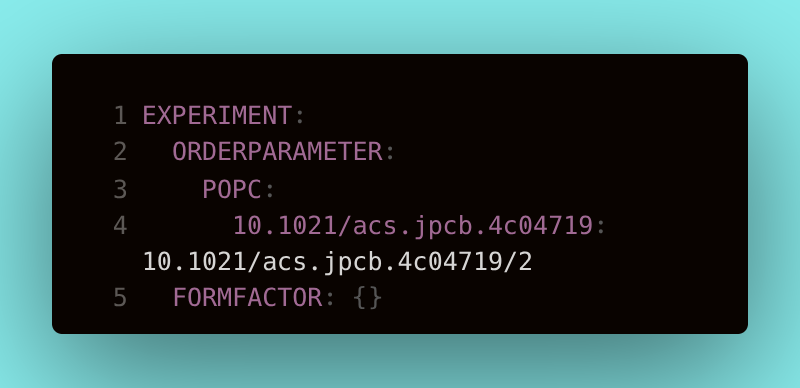 1 EXPERIMENT:
2   ORDERPARAMETER:
3     POPC:
4       10.1021/acs.jpcb.4c04719:
10.1021/acs.jpcb.4c04719/2
5   FORMFACTOR: {}